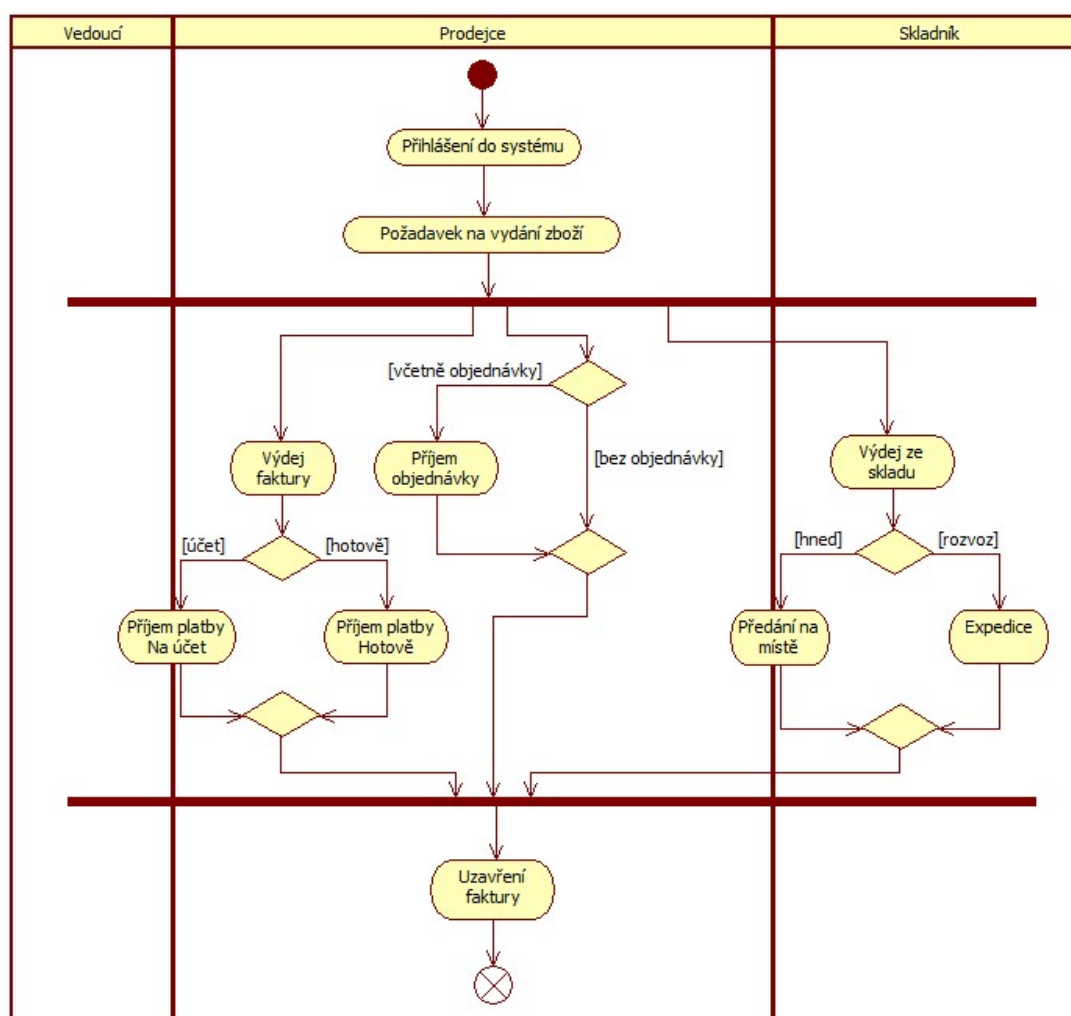 Vedoucí
Prodejce
Skladník
Přihlášení do systému
Požadavek na vydání zboží
[včetně objednávky]
[bez objednávky]
Výdej
faktury
Příjem
objednávky
Výdej ze
skladu
[účet]
[hotově]
[hned]
[rozvoz]
Příjem platby
Na účet
Příjem platby
Hotově
Předání na
místě
Expedice
Uzavření
faktury